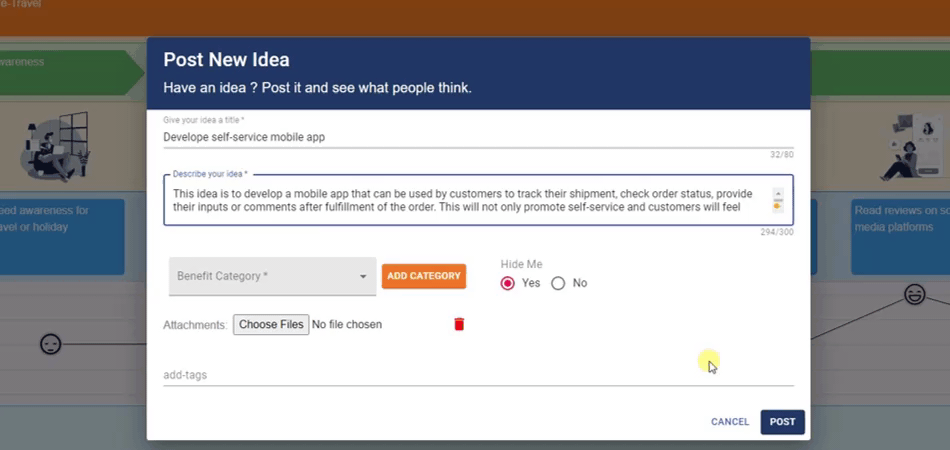 e-Travel
wareness
Post New Idea
Have an idea ? Post it and see what people think.
Give your idea a title *
Develope self-service mobile app
32/80
Describe your idea *
This idea is to develop a mobile app that can be used by customers to track their shipment, check order status, provide
their inputs or comments after fulfillment of the order. This will not only promote self-service and customers will feel
294/300
eed awareness for
avel or holiday
Read reviews on so
media platforms
Benefit Category *
ADD CATEGORY
Hide Me
Yes
No
Attachments:
Choose Files
No file chosen
add-tags
CANCEL
POST